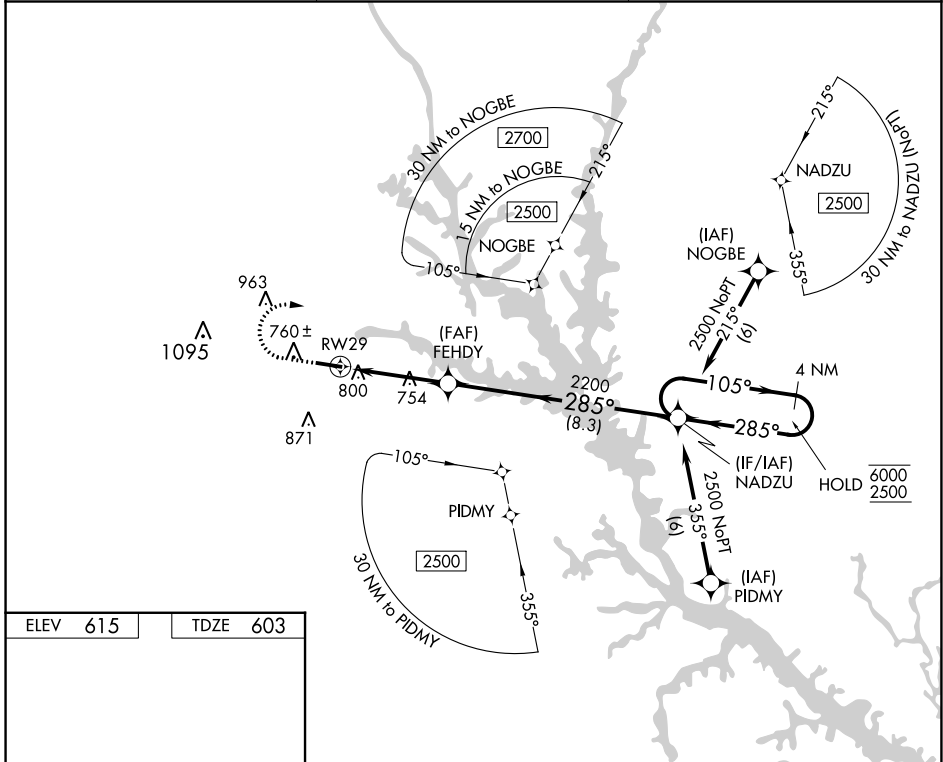 30 NM to NOGBE
2700
215°
15 NM to NOGBE
2500
NOGBE
105°
215°
NADZU
2500
30 NM to NADZU (NoPT)
355°
(IAF)
NOGBE
2500 NoPT
215°
(6)
963
760±
1095
RW29
(FAF)
FEHDY
800
754
871
2200
285°
(8.3)
105°
4 NM
285°
(IF/IAF)
NADZU
HOLD
6000
2500
2500 NoPT
355°
(6)
(IAF)
PIDMY
105°
PIDMY
2500
355°
30 NM to PIDMY
ELEV 615
TDZE 603